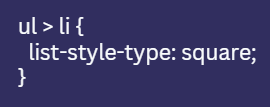 ul > li {
  list-style-type: square;
}